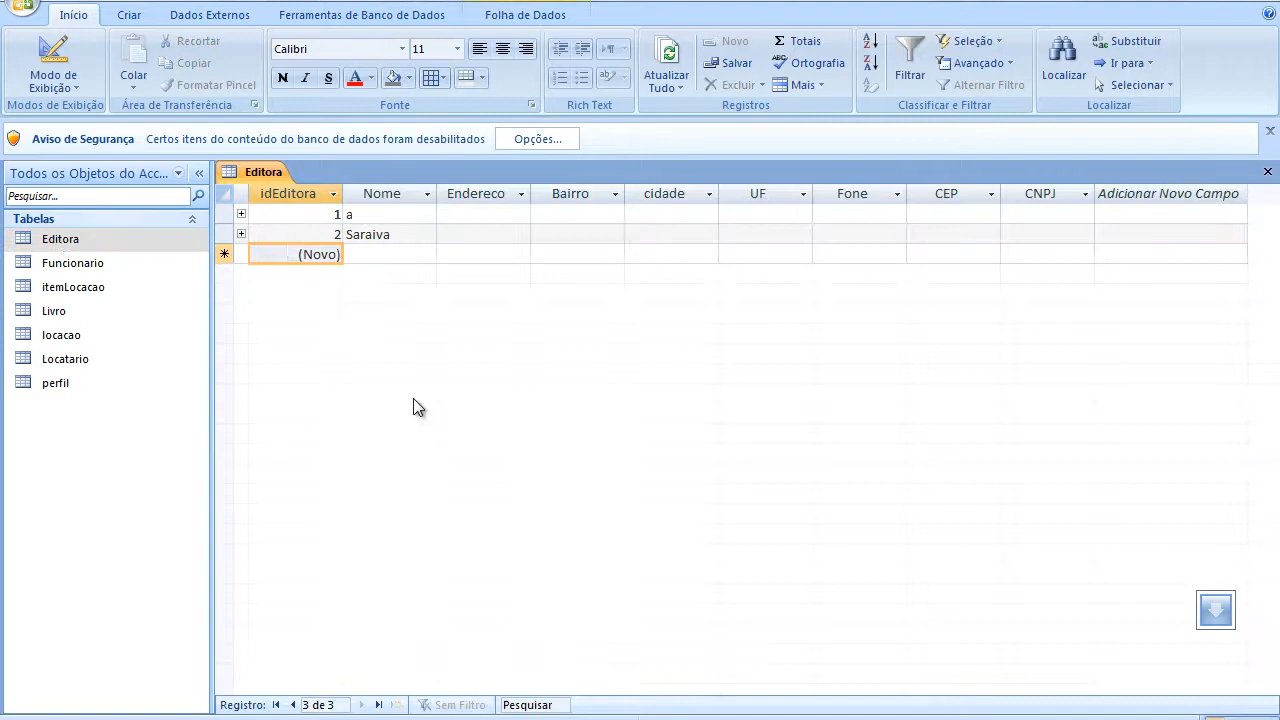 Início Criar Dados Externos Ferramentas de Banco de Dados Folha de Dados
Modo de Exibição
Modos de Exibição
Colar
Recortar
Copiar
Formatar Pincel
Área de Transferência
Calibri 11
N I S A
Fonte
Rich Text
Atualizar Tudo
Novo
Salvar
Excluir
Totais
Ortografia
Mais
Registros
Filtrar
Seleção
Avançado
Alternar Filtro
Classificar e Filtrar
Localizar
Substituir
Ir para
Selecionar
Localizar
Aviso de Segurança Certos itens do conteúdo do banco de dados foram desabilitados Opções...
Todos os Objetos do Acc...
Pesquisar...
Tabelas
Editora
Funcionario
itemLocacao
Livro
locacao
Locatario
perfil
Editora
idEditora Nome Endereco Bairro cidade UF Fone CEP CNPJ Adicionar Novo Campo
1 a
2 Saraiva
(Novo)
Registro: 3 de 3 Sem Filtro Pesquisar